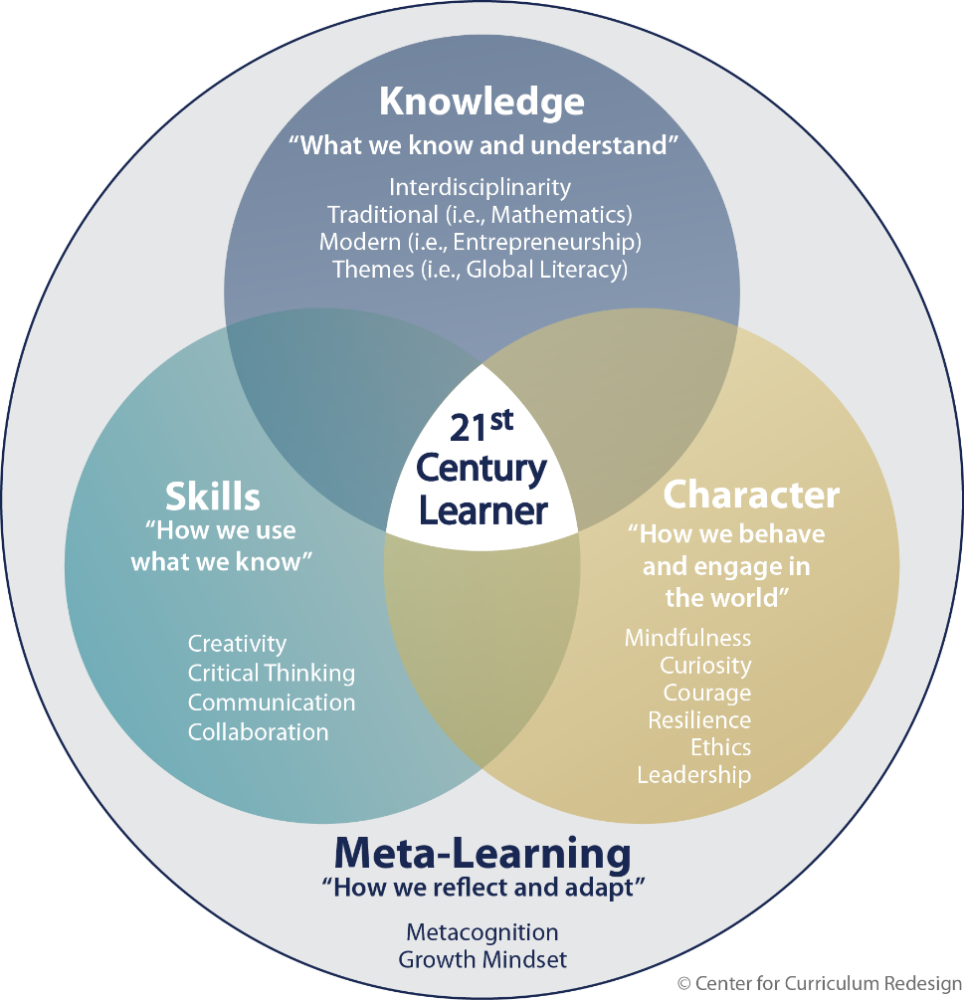 Knowledge
“What we know and understand”
Interdisciplinarity
Traditional (i.e., Mathematics)
Modern (i.e., Entrepreneurship)
Themes (i.e., Global Literacy)
21st
Century
Learner
Skills
“How we use
what we know”
Creativity
Critical Thinking
Communication
Collaboration
Character
“How we behave
and engage in
the world”
Mindfulness
Curiosity
Courage
Resilience
Ethics
Leadership
Meta-Learning
“How we reflect and adapt”
Metacognition
Growth Mindset
© Center for Curriculum Redesign